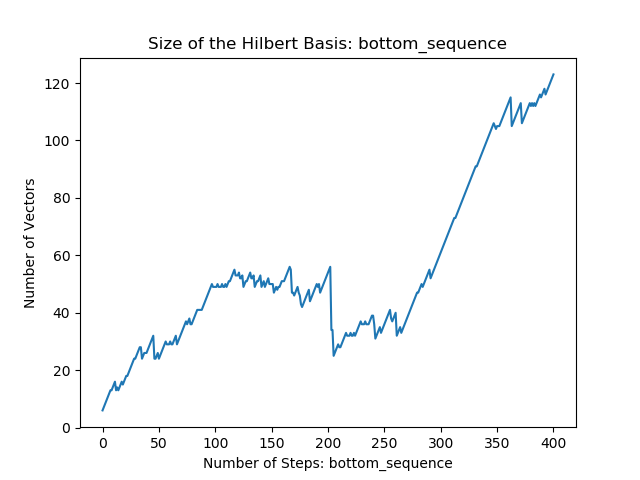 Size of the Hilbert Basis: bottom_sequence
Number of Vectors
120
100
80
60
40
20
0
0 50 100 150 200 250 300 350 400
Number of Steps: bottom_sequence